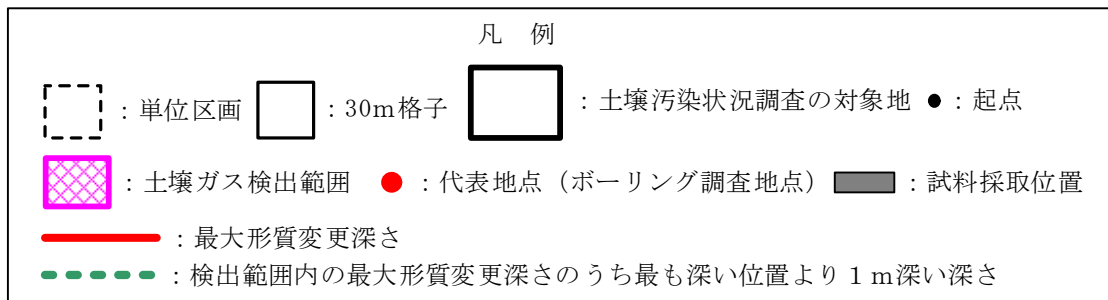 凡 例
：単位区画 ：30m格子 ：土壌汚染状況調査の対象地 ：起点
：土壌ガス検出範囲 ：代表地点（ボーリング調査地点） ：試料採取位置
：最大形質変更深さ
：検出範囲内の最大形質変更深さのうち最も深い位置より１ｍ深い深さ